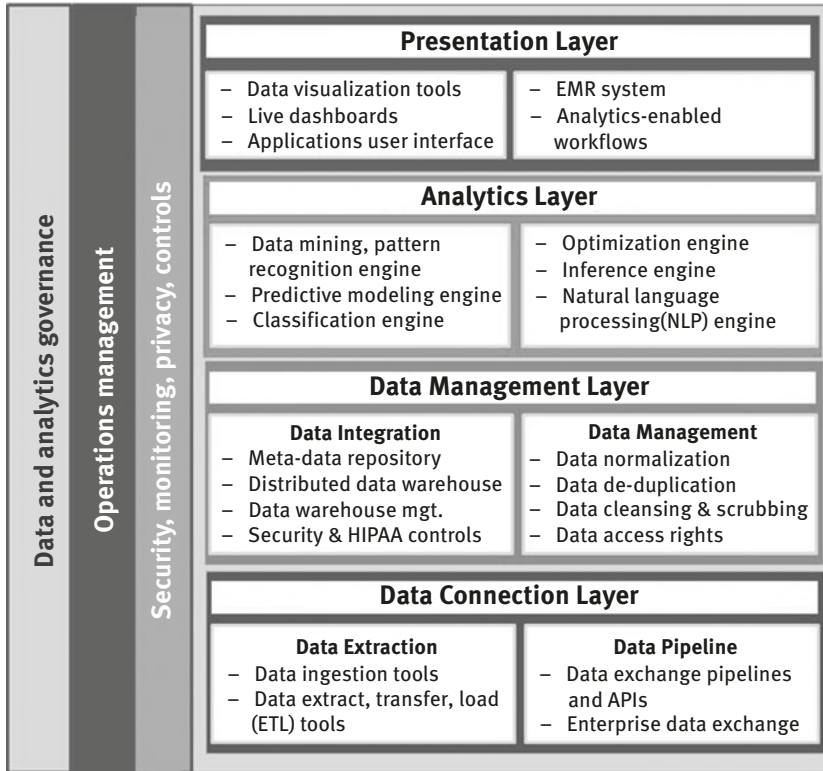 Data and analytics governance
Operations management
Security, monitoring, privacy, controls
Presentation Layer
– Data visualization tools
– Live dashboards
– Applications user interface
– EMR system
– Analytics-enabled
workflows
Analytics Layer
– Data mining, pattern
recognition engine
– Predictive modeling engine
– Classification engine
– Optimization engine
– Inference engine
– Natural language
processing(NLP) engine
Data Management Layer
Data Integration
– Meta-data repository
– Distributed data warehouse
– Data warehouse mgt.
– Security & HIPAA controls
Data Management
– Data normalization
– Data de-duplication
– Data cleansing & scrubbing
– Data access rights
Data Connection Layer
Data Extraction
– Data ingestion tools
– Data extract, transfer, load
(ETL) tools
Data Pipeline
– Data exchange pipelines
and APIs
– Enterprise data exchange